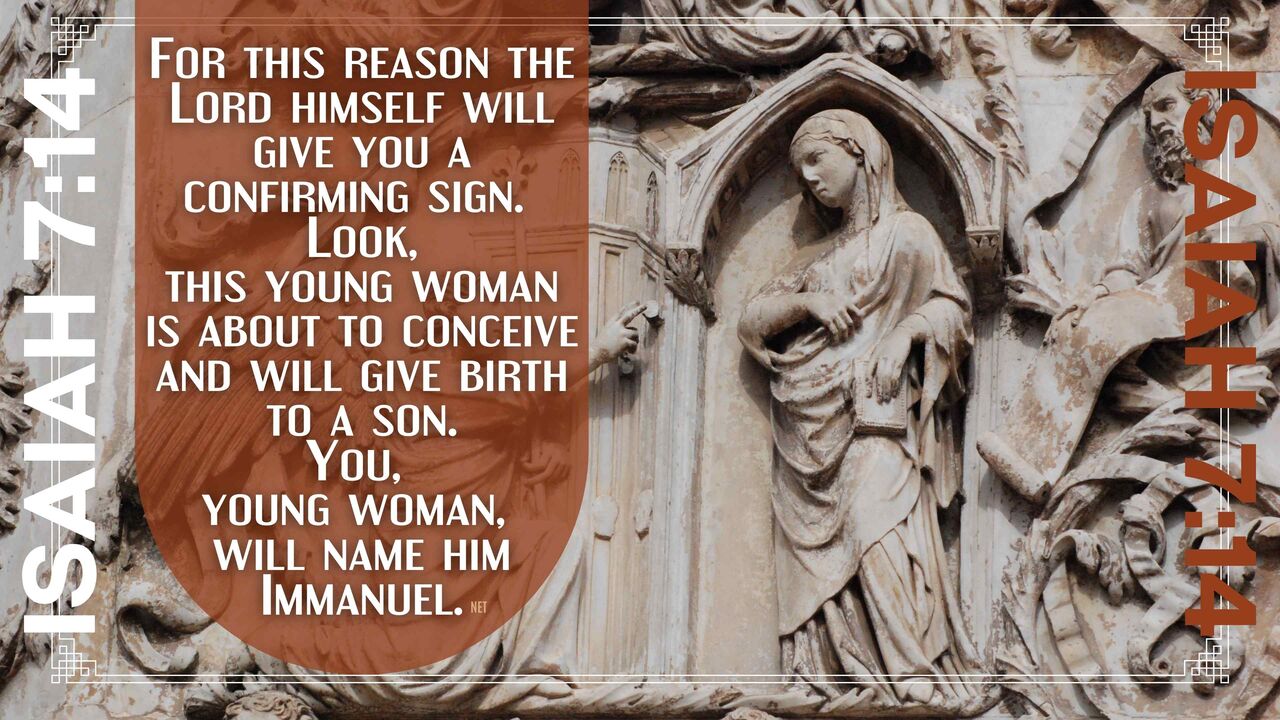 ISAIAH 7:14
For this reason the
Lord himself will
give you a
confirming sign.
Look,
this young woman
is about to conceive
and will give birth
to a son.
You,
young woman,
will name him
Immanuel. NET
ISAIAH 7:14